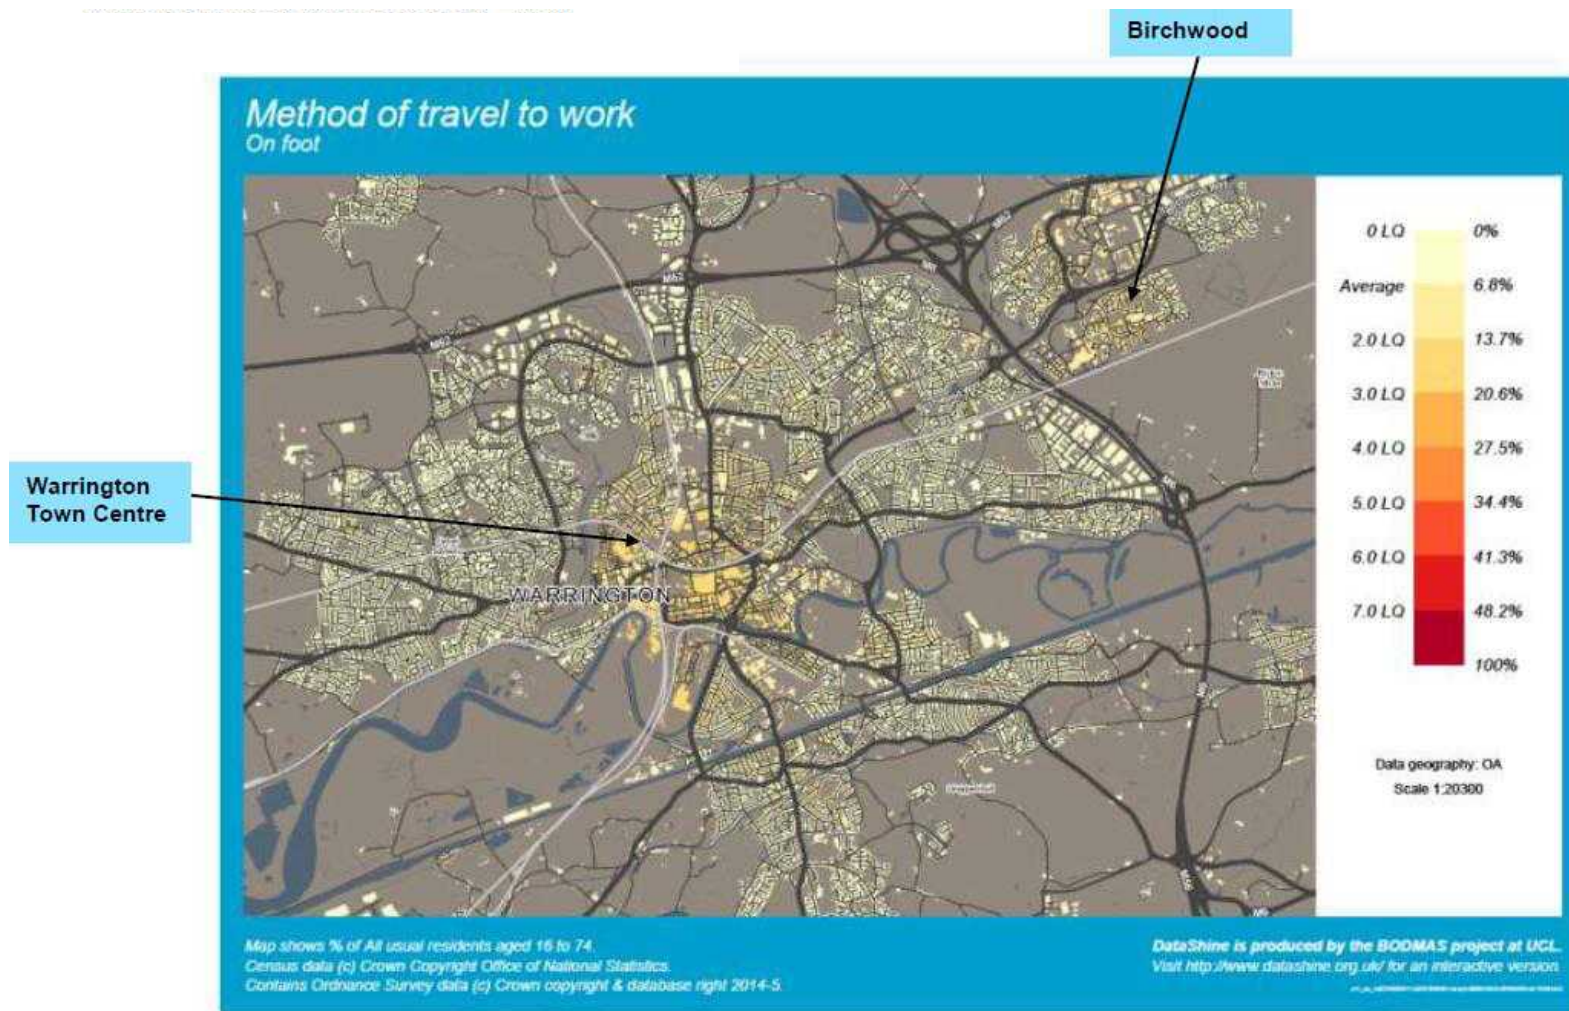 Birchwood
Method of travel to work
On foot
0 LQ 0%
Average 6.8%
2.0 LQ 13.7%
3.0 LQ 20.6%
4.0 LQ 27.5%
5.0 LQ 34.4%
6.0 LQ 41.3%
7.0 LQ 48.2%
100%
M62
M62
Warrington
Town Centre
WARRINGTON
Data geography: OA
Scale 1:20300
Map shows % of All usual residents aged 16 to 74.
Census data (c) Crown Copyright Office of National Statistics.
Contains Ordnance Survey data (c) Crown copyright & database right 2014-5.
DataShine is produced by the BODMAS project at UCL.
Visit http://www.datashine.org.uk/ for an interactive version